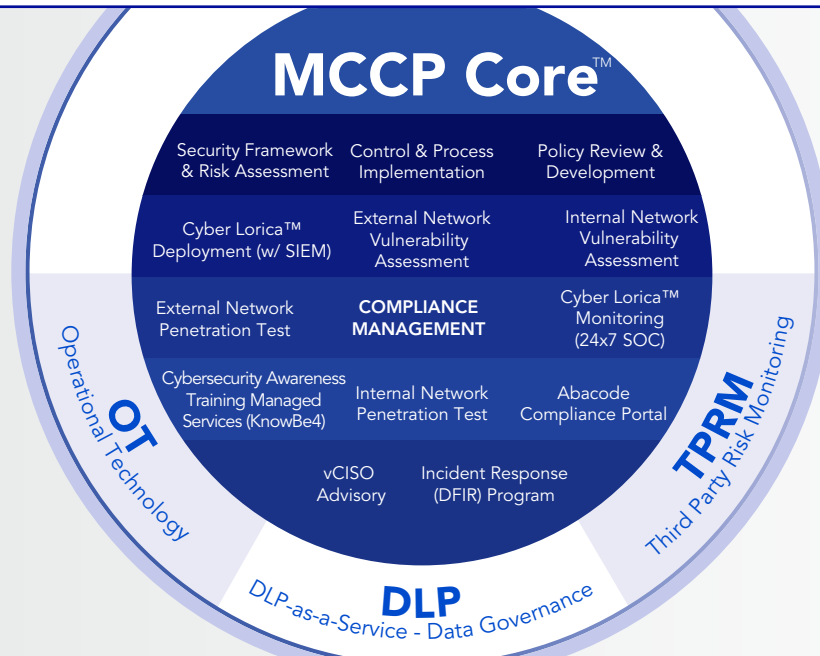 MCCP Core™
Security Framework
& Risk Assessment
Control & Process
Implementation
Policy Review &
Development
Cyber Lorica™
Deployment (w/ SIEM)
External Network
Vulnerability
Assessment
Internal Network
Vulnerability
Assessment
External Network
Penetration Test
COMPLIANCE
MANAGEMENT
Cyber Lorica™
Monitoring
(24x7 SOC)
Cybersecurity Awareness
Training Managed
Services (KnowBe4)
Internal Network
Penetration Test
Abacode
Compliance Portal
vCISO
Advisory
Incident Response
(DFIR) Program
OT
Operational Technology
DLP
DLP-as-a-Service - Data Governance
TPRM
Third Party Risk Monitoring